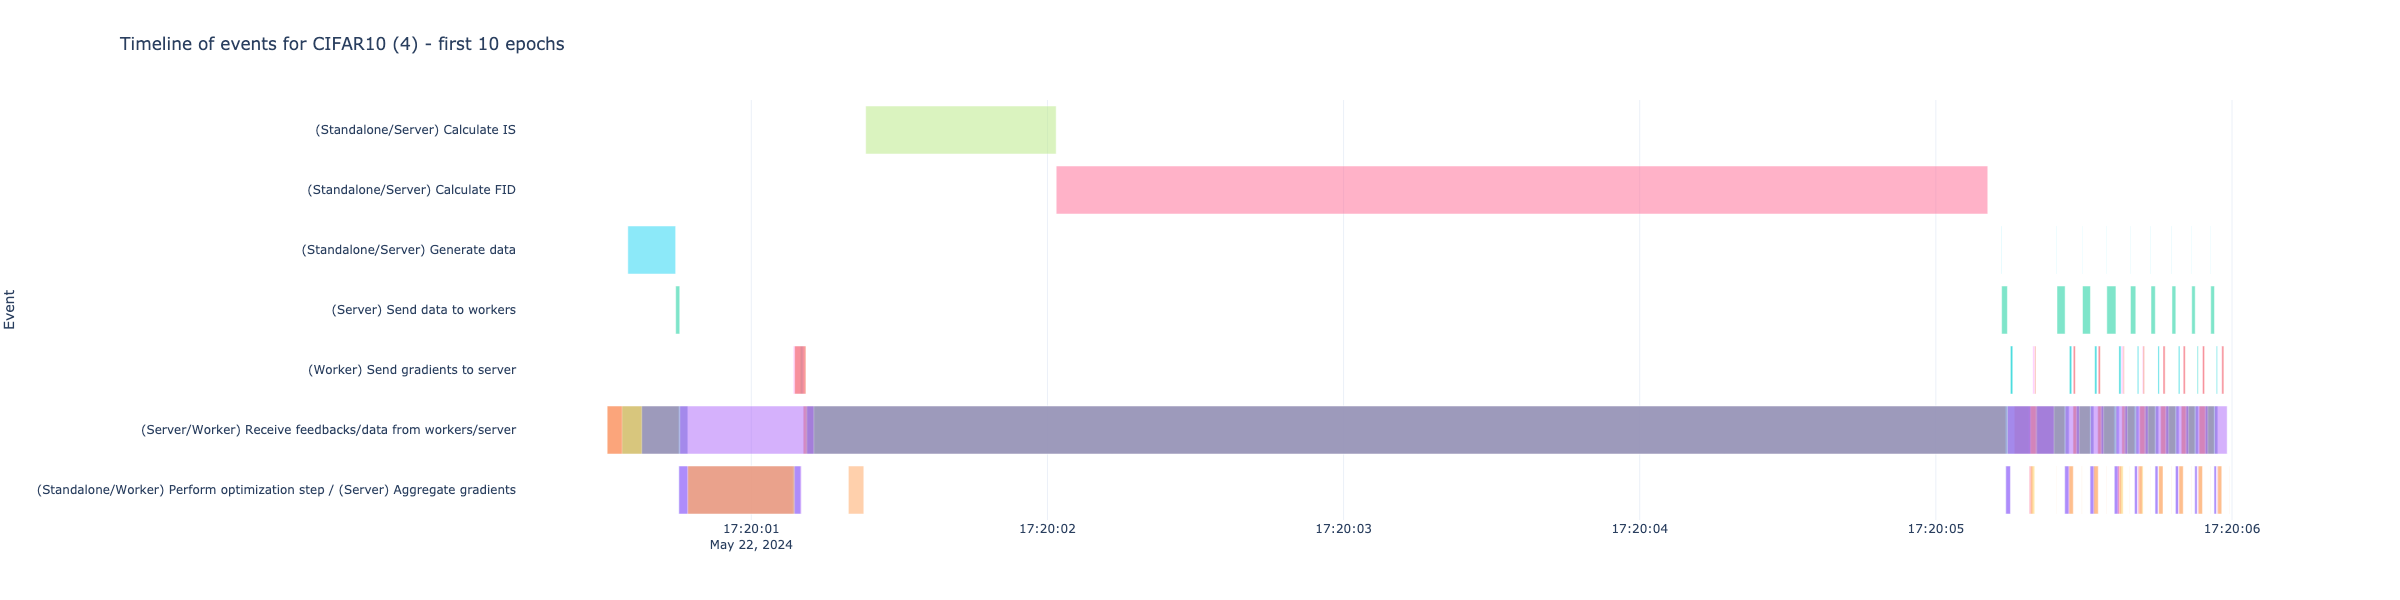 Timeline of events for CIFAR10 (4) - first 10 epochs
Event
(Standalone/Server) Calculate IS
(Standalone/Server) Calculate FID
(Standalone/Server) Generate data
(Server) Send data to workers
(Worker) Send gradients to server
(Server/Worker) Receive feedbacks/data from workers/server
(Standalone/Worker) Perform optimization step / (Server) Aggregate gradients
17:20:01 17:20:02 17:20:03 17:20:04 17:20:05 17:20:06
May 22, 2024